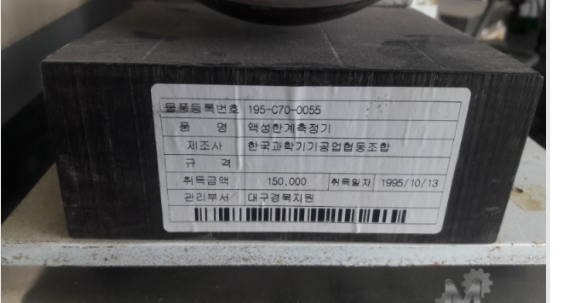 물품등록번호 195-C70-0055
품 명 액성한계측정기
제조사 한국과학기기공업협동조합
규 격
취득금액 150,000 취득일자 1995/10/13
관리부서 대구경북지원